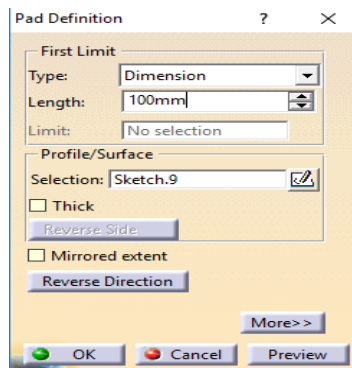 Pad Definition ? ×
First Limit
Type: Dimension
Length: 100mm
Limit: No selection
Profile/Surface
Selection: Sketch.9
Thick
Reverse Side
Mirrored extent
Reverse Direction
More>>
OK Cancel Preview